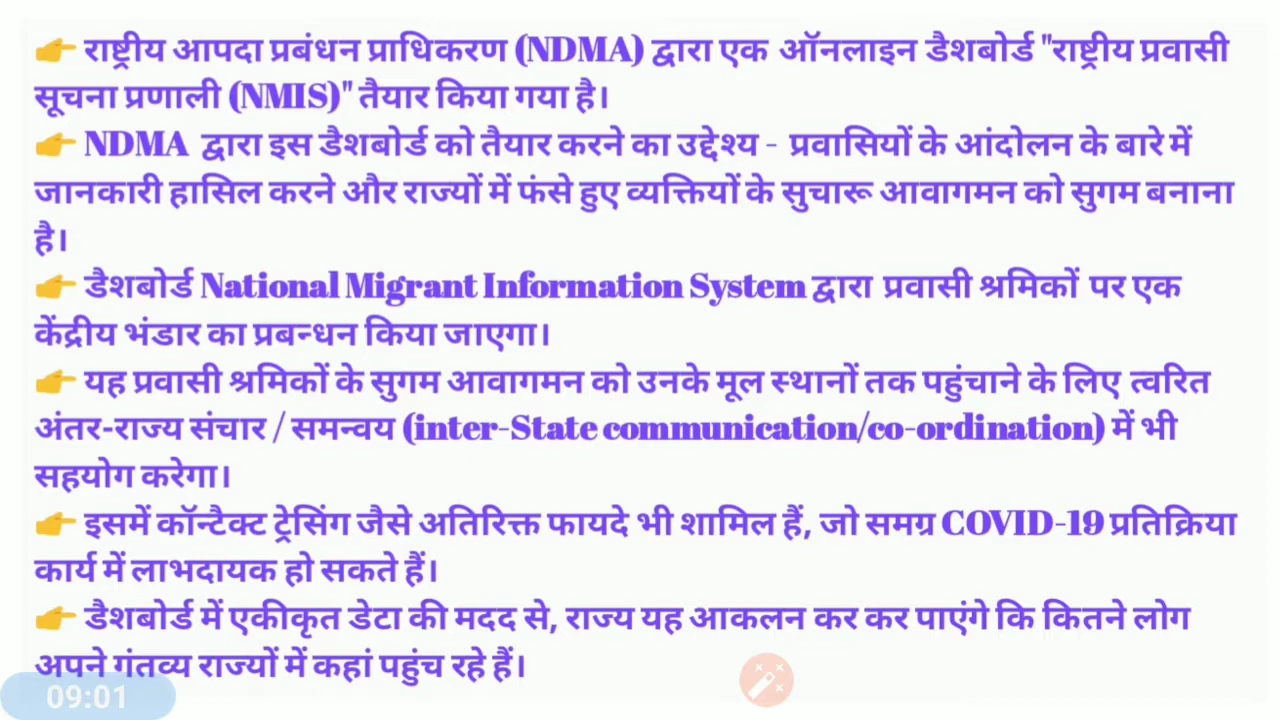 👉 राष्ट्रीय आपदा प्रबंधन प्राधिकरण (NDMA) द्वारा एक ऑनलाइन डैशबोर्ड "राष्ट्रीय प्रवासी
सूचना प्रणाली (NMIS)" तैयार किया गया है।
👉 NDMA द्वारा इस डैशबोर्ड को तैयार करने का उद्देश्य - प्रवासियों के आंदोलन के बारे में
जानकारी हासिल करने और राज्यों में फंसे हुए व्यक्तियों के सुचारू आवागमन को सुगम बनाना
है।
👉 डैशबोर्ड National Migrant Information System द्वारा प्रवासी श्रमिकों पर एक
केंद्रीय भंडार का प्रबन्धन किया जाएगा।
👉 यह प्रवासी श्रमिकों के सुगम आवागमन को उनके मूल स्थानों तक पहुंचाने के लिए त्वरित
अंतर-राज्य संचार / समन्वय (inter-State communication/co-ordination) में भी
सहयोग करेगा।
👉 इसमें कॉन्टैक्ट ट्रेसिंग जैसे अतिरिक्त फायदे भी शामिल हैं, जो समग्र COVID-19 प्रतिक्रिया
कार्य में लाभदायक हो सकते हैं।
👉 डैशबोर्ड में एकीकृत डेटा की मदद से, राज्य यह आकलन कर कर पाएंगे कि कितने लोग
अपने गंतव्य राज्यों में कहां पहुंच रहे हैं।
09:01